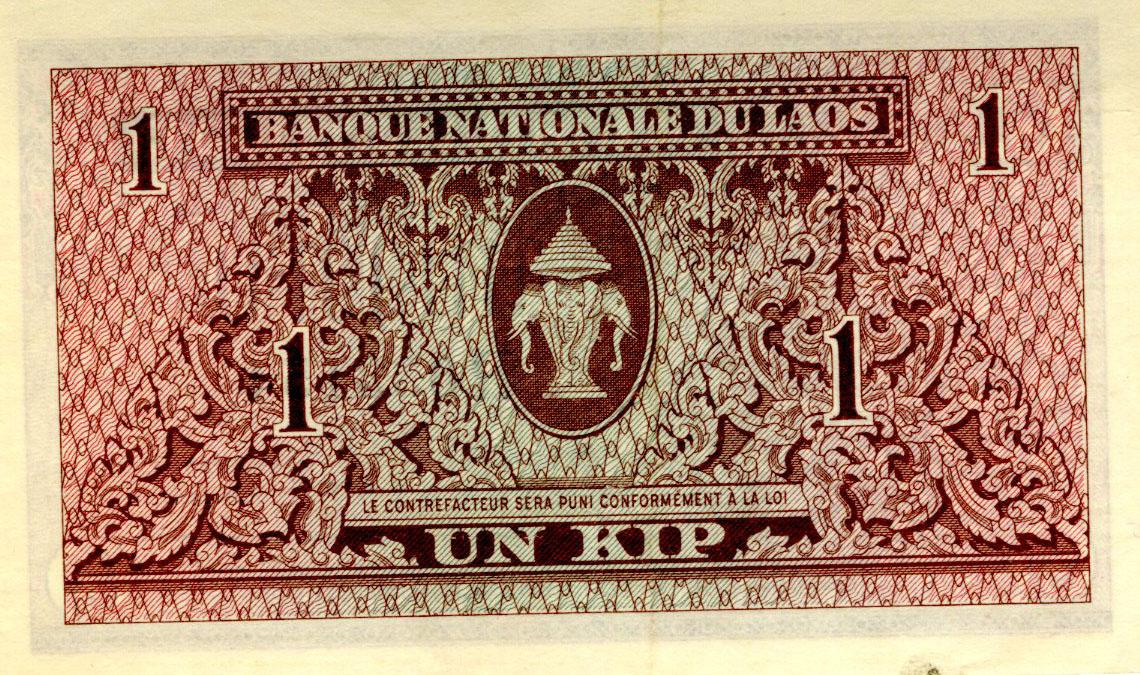 BANQUE NATIONALE DU LAOS
1 1
1 1
LE CONTREFACTEUR SERA PUNI CONFORMÉMENT À LA LOI
UN KIP